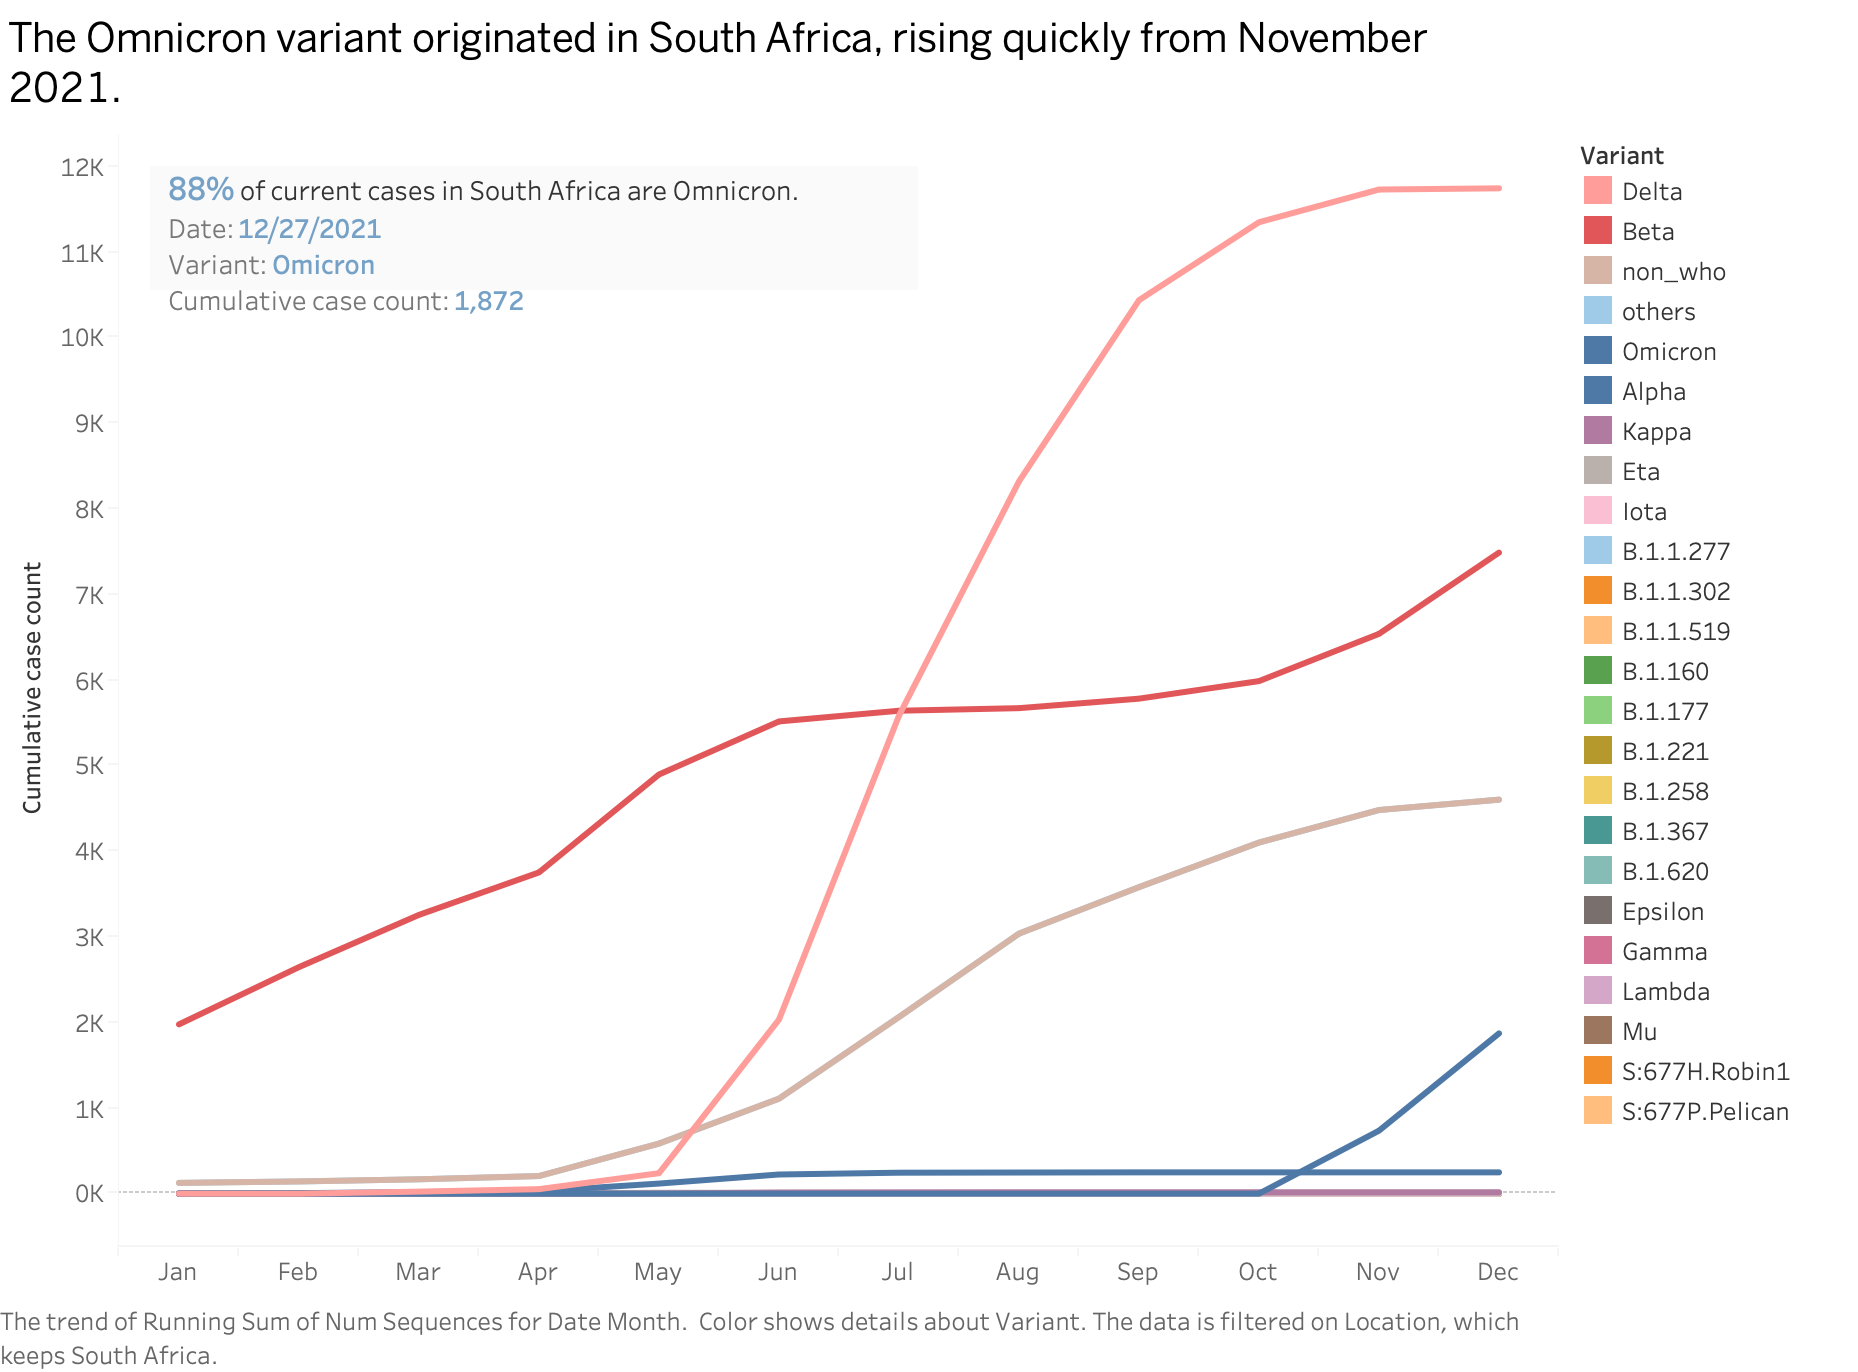 The Omnicron variant originated in South Africa, rising quickly from November
2021.
12K
11K
10K
9K
8K
7K
6K
5K
4K
3K
2K
1K
0K
Cumulative case count
88% of current cases in South Africa are Omnicron.
Date: 12/27/2021
Variant: Omicron
Cumulative case count: 1,872
Jan
Feb
Mar
Apr
May
Jun
Jul
Aug
Sep
Oct
Nov
Dec
Variant
Delta
Beta
non_who
others
Omicron
Alpha
Kappa
Eta
Iota
B.1.1.277
B.1.1.302
B.1.1.519
B.1.160
B.1.177
B.1.221
B.1.258
B.1.367
B.1.620
Epsilon
Gamma
Lambda
Mu
S:677H.Robin1
S:677P.Pelican
The trend of Running Sum of Num Sequences for Date Month.  Color shows details about Variant. The data is filtered on Location, which
keeps South Africa.